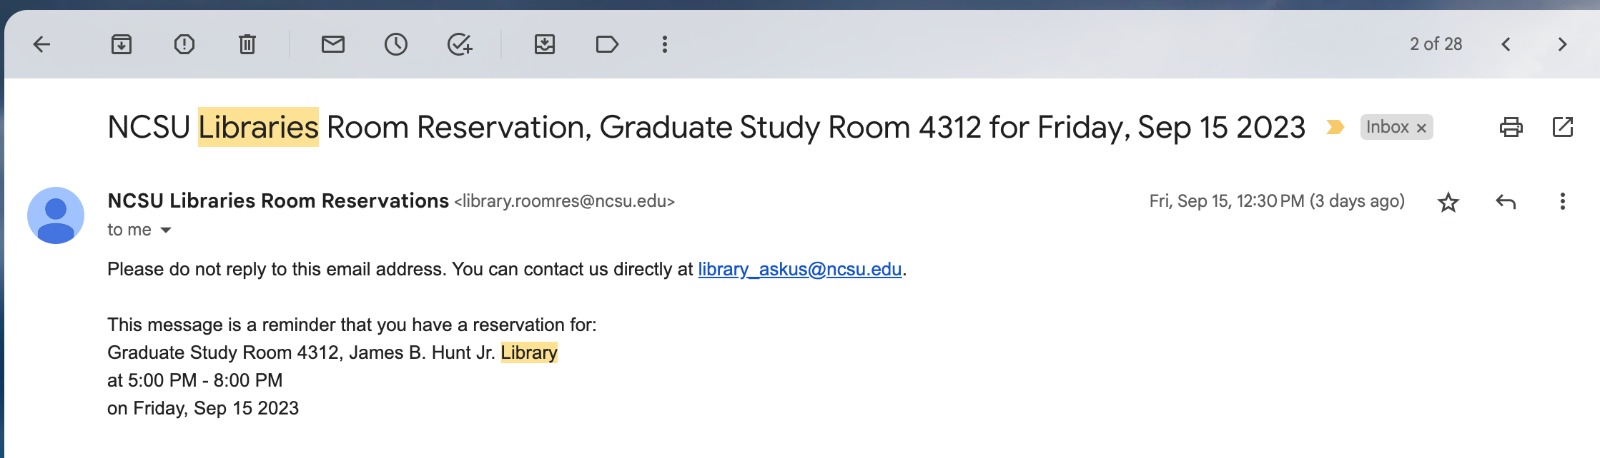 2 of 28
NCSU Libraries Room Reservation, Graduate Study Room 4312 for Friday, Sep 15 2023 Inbox ×
NCSU Libraries Room Reservations <library.roomres@ncsu.edu> Fri, Sep 15, 12:30 PM (3 days ago)
to me
Please do not reply to this email address. You can contact us directly at library_askus@ncsu.edu.
This message is a reminder that you have a reservation for:
Graduate Study Room 4312, James B. Hunt Jr. Library
at 5:00 PM - 8:00 PM
on Friday, Sep 15 2023